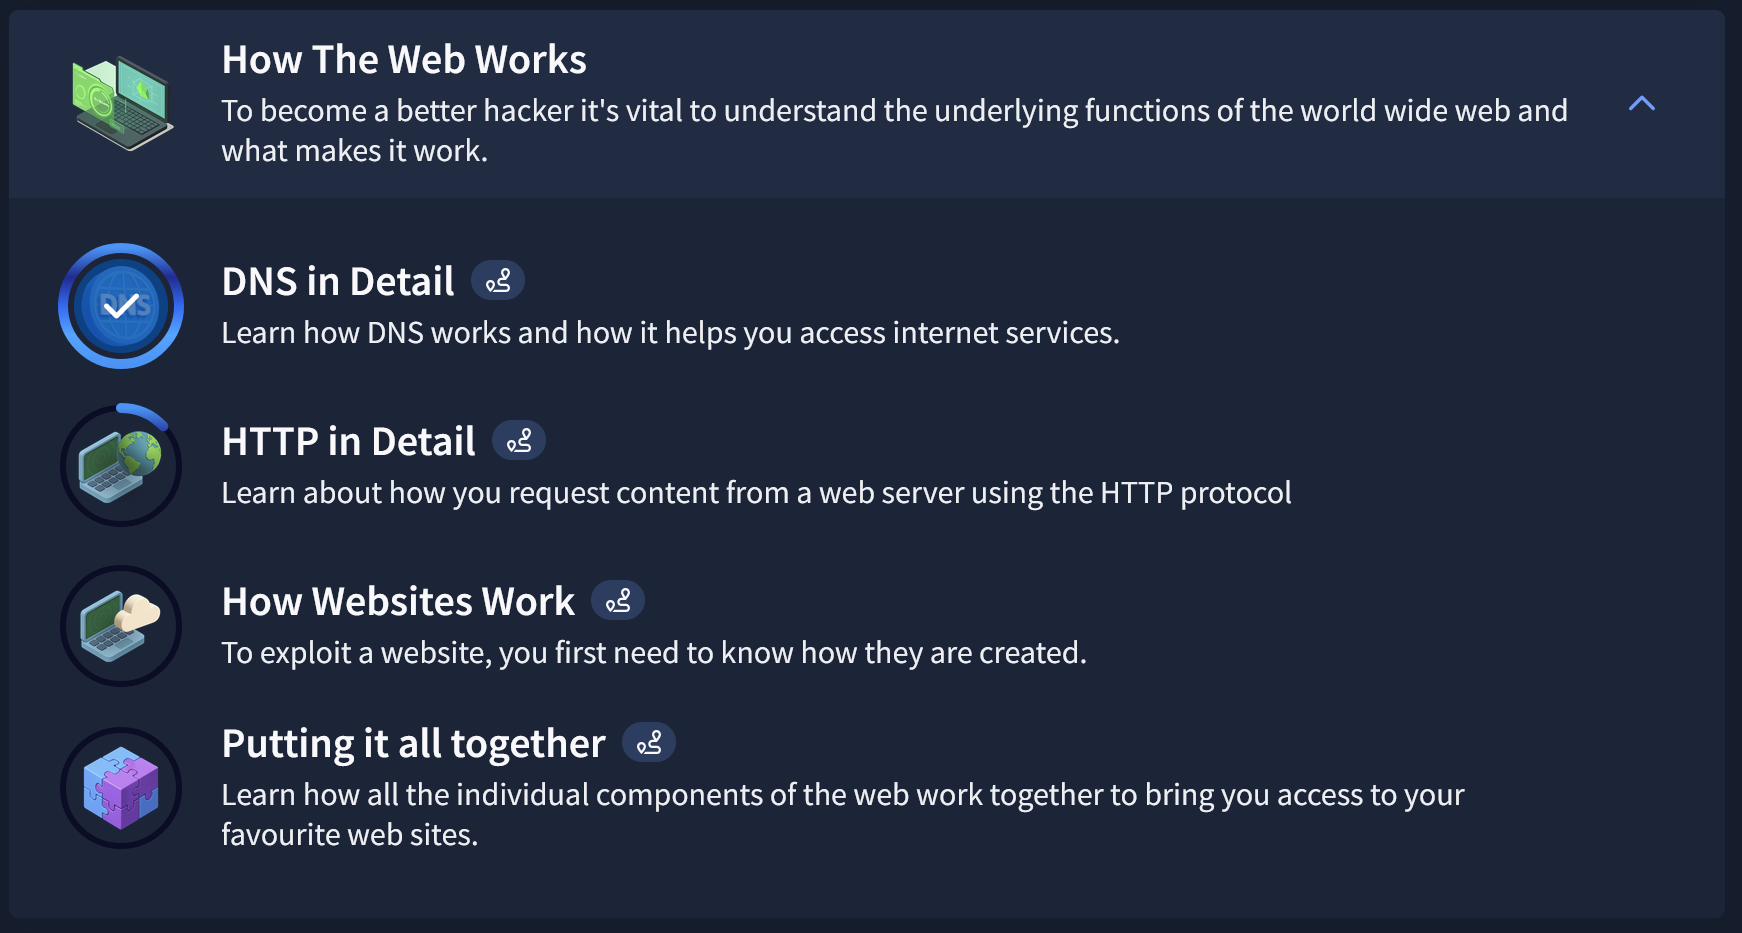 How The Web Works
To become a better hacker it's vital to understand the underlying functions of the world wide web and
what makes it work.
DNS
DNS in Detail
Learn how DNS works and how it helps you access internet services.
HTTP in Detail
Learn about how you request content from a web server using the HTTP protocol
How Websites Work
To exploit a website, you first need to know how they are created.
Putting it all together
Learn how all the individual components of the web work together to bring you access to your
favourite web sites.